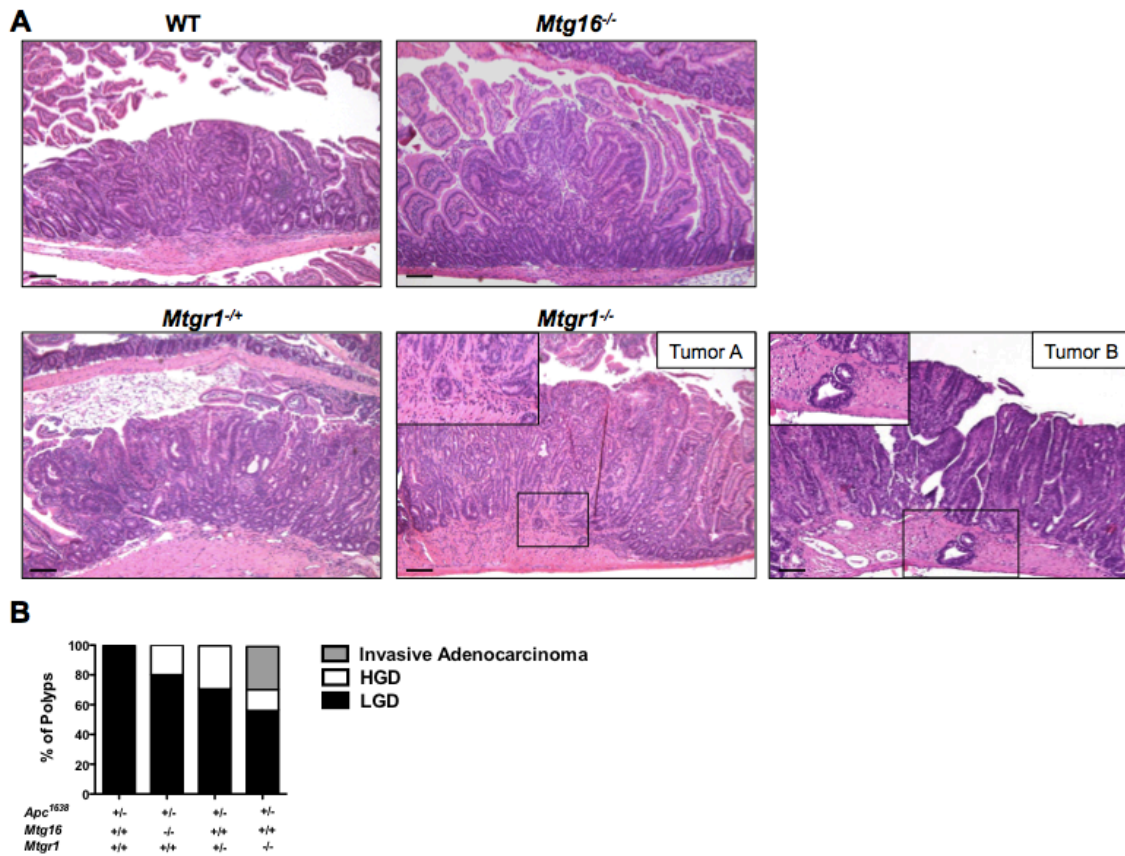 A
WT
Mtg16-/-
Mtgr1-/+
Mtgr1-/-
Tumor A
Tumor B
B
% of Polyps
100
80
60
40
20
0
Invasive Adenocarcinoma
HGD
LGD
Apc1638 +/- +/- +/- +/-
Mtg16 +/+ -/- +/+ +/+
Mtgr1 +/+ +/+ +/- -/-